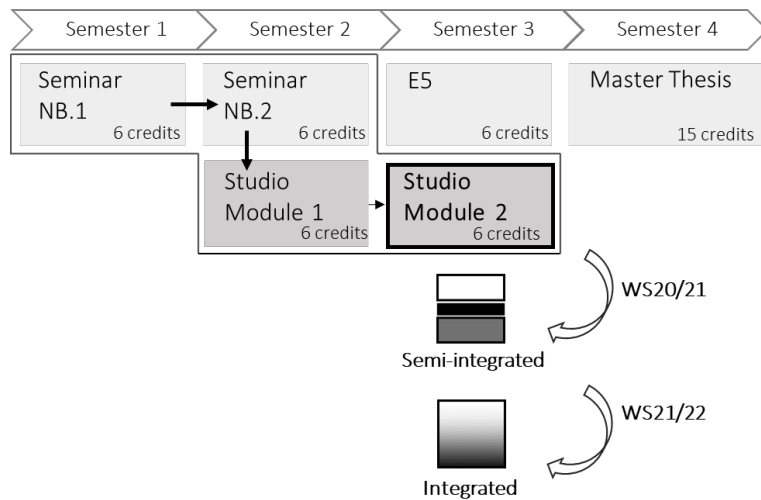 Semester 1
Semester 2
Semester 3
Semester 4
Seminar
NB.1
6 credits
Seminar
NB.2
6 credits
E5
6 credits
Master Thesis
15 credits
Studio
Module 1
6 credits
Studio
Module 2
6 credits
WS20/21
Semi-integrated
WS21/22
Integrated